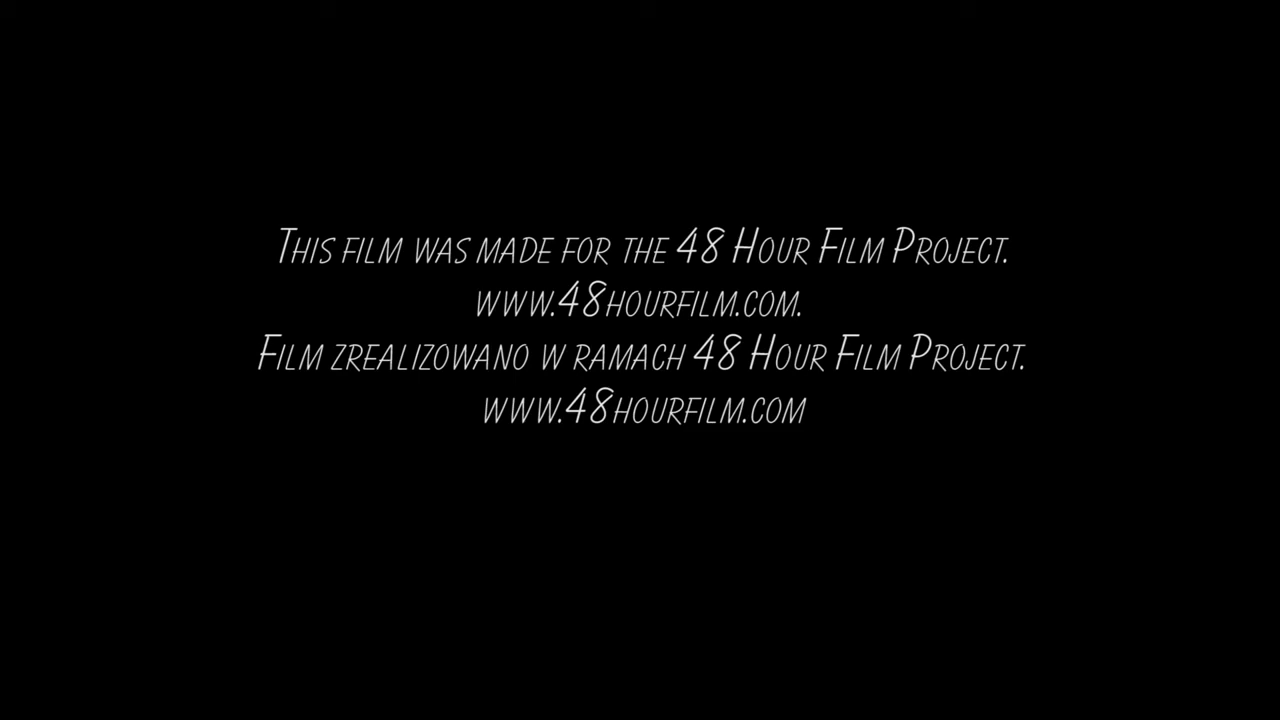 This film was made for the 48 Hour Film Project.
www.48hourfilm.com.
Film zrealizowano w ramach 48 Hour Film Project.
www.48hourfilm.com